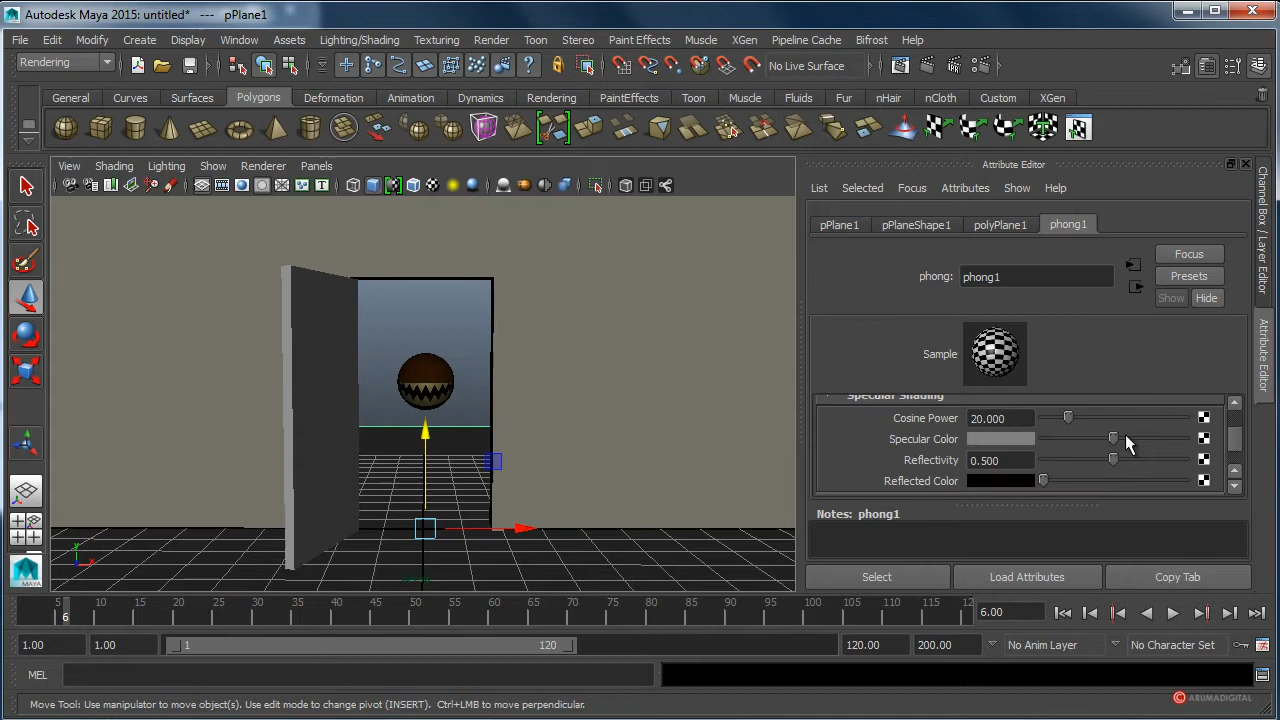 Autodesk Maya 2015: untitled* --- pPlane1
File Edit Modify Create Display Window Assets Lighting/Shading Texturing Render Toon Stereo Paint Effects Muscle XGen Pipeline Cache Bifrost Help
Rendering No Live Surface
General Curves Surfaces Polygons Deformation Animation Dynamics Rendering PaintEffects Toon Muscle Fluids Fur nHair nCloth Custom XGen
View Shading Lighting Show Renderer Panels
Attribute Editor
List Selected Focus Attributes Show Help
pPlane1 pPlaneShape1 polyPlane1 phong1
Focus
phong: phong1 Presets
Show Hide
Sample
Specular Shading
Cosine Power 20.000
Specular Color
Reflectivity 0.500
Reflected Color
Notes: phong1
Select Load Attributes Copy Tab
Channel Box / Layer Editor
Attribute Editor
y x
MAYA
5 10 15 20 25 30 35 40 45 50 55 60 65 70 75 80 85 90 95 100 105 110 115 12
6
6.00
1.00 1.00 1 120 120.00 200.00 No Anim Layer No Character Set
MEL
Move Tool: Use manipulator to move object(s). Use edit mode to change pivot (INSERT). Ctrl+LMB to move perpendicular.
© ARUMADIGITAL